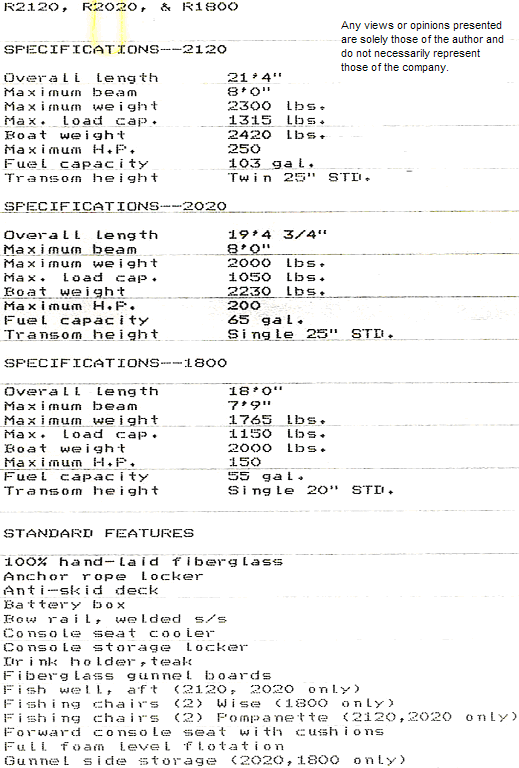 R2120, R2020, & R1800
Any views or opinions presented
are solely those of the author and
do not necessarily represent
those of the company.
SPECIFICATIONS--2120
Overall length 21'4"
Maximum beam 8'0"
Maximum weight 2300 lbs.
Max. load cap. 1315 lbs.
Boat weight 2420 lbs.
Maximum H.P. 250
Fuel capacity 103 gal.
Transom height Twin 25" STD.
SPECIFICATIONS--2020
Overall length 19'4 3/4"
Maximum beam 8'0"
Maximum weight 2000 lbs.
Max. load cap. 1050 lbs.
Boat weight 2230 lbs.
Maximum H.P. 200
Fuel capacity 65 gal.
Transom height Single 25" STD.
SPECIFICATIONS--1800
Overall length 18'0"
Maximum beam 7'9"
Maximum weight 1765 lbs.
Max. load cap. 1150 lbs.
Boat weight 2000 lbs.
Maximum H.P. 150
Fuel capacity 55 gal.
Transom height Single 20" STD.
STANDARD FEATURES
100% hand-laid fiberglass
Anchor rope locker
Anti-skid deck
Battery box
Bow rail, welded s/s
Console seat cooler
Console storage locker
Drink holder,teak
Fiberglass gunnel boards
Fish well, aft (2120, 2020 only)
Fishing chairs (2) Wise (1800 only)
Fishing chairs (2) Pompanette (2120,2020 only)
Forward console seat with cushions
Full foam level flotation
Gunnel side storage (2020,1800 only)